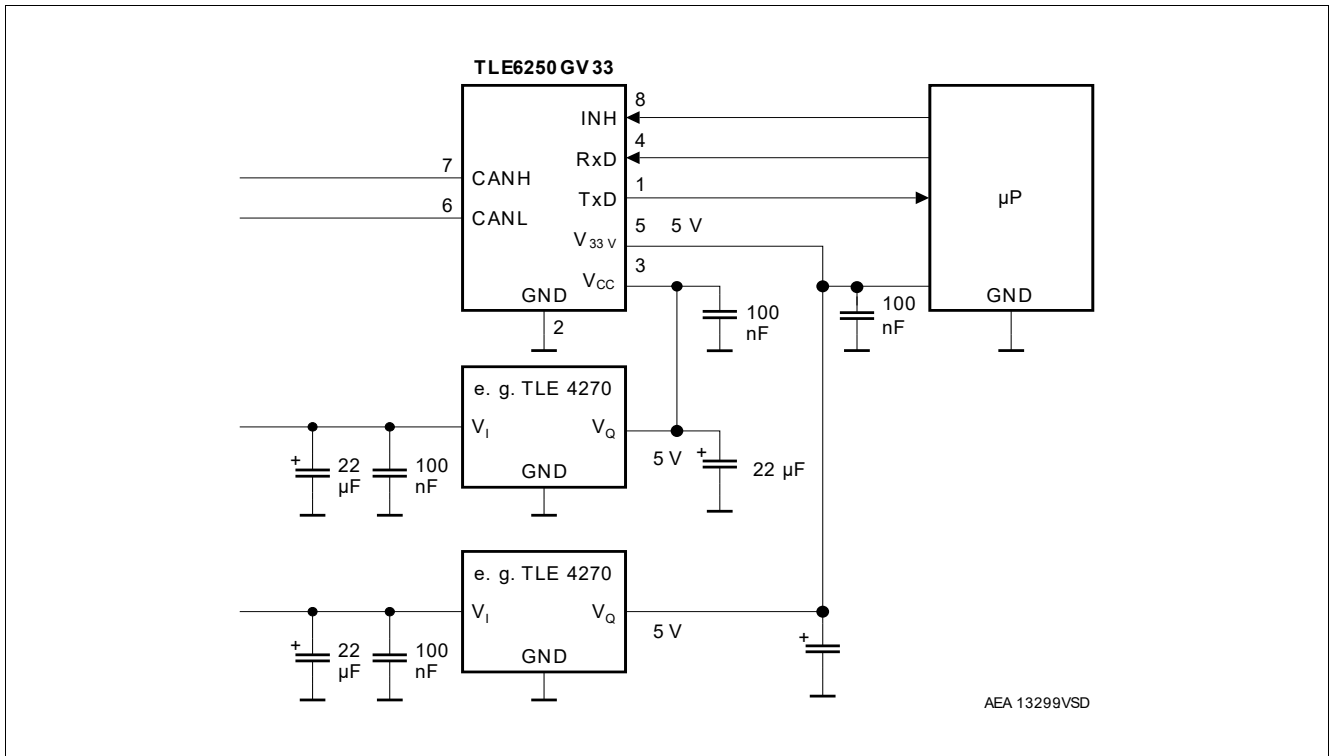 TLE6250 GV33
8
INH
4
RxD
7
CANH
1
TxD
µP
6
CANL
5 5 V
V33 V
3
VCC
GND
100 nF
100 nF
GND
2
e. g. TLE 4270
VI
VQ
+ 22 µF
100 nF
5 V
+ 22 µF
GND
e. g. TLE 4270
VI
VQ
+ 22 µF
100 nF
5 V
+
GND
AEA 13299VSD